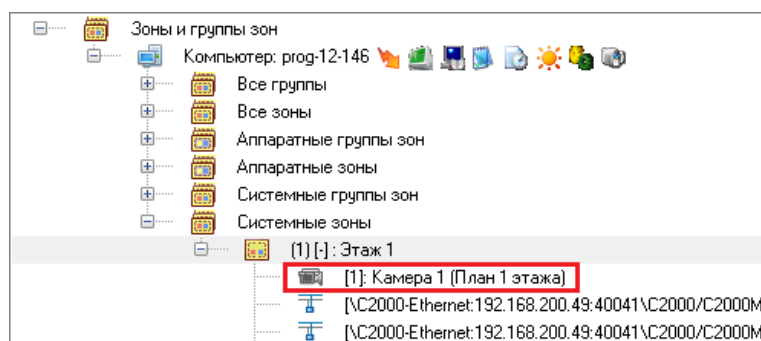 Зоны и группы зон
Компьютер: prog-12-146
Все группы
Все зоны
Аппаратные группы зон
Аппаратные зоны
Системные группы зон
Системные зоны
(1) [-] : Этаж 1
[1]: Камера 1 (План 1 этажа)
[\C2000-Ethernet:192.168.200.49:40041\C2000/C2000М
[\C2000-Ethernet:192.168.200.49:40041\C2000/C2000М